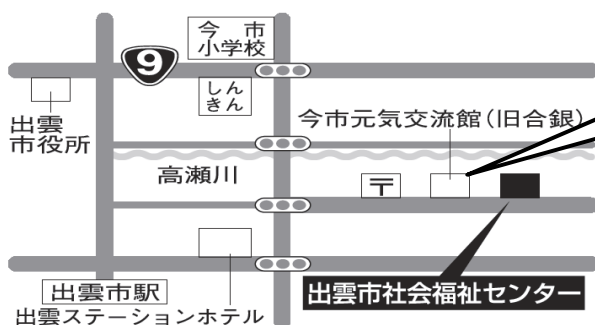 今 市
小学校
9
しん
きん
出雲
市役所
今市元気交流館(旧合銀)
高瀬川
〒
出雲市駅
出雲市社会福祉センター
出雲ステーションホテル